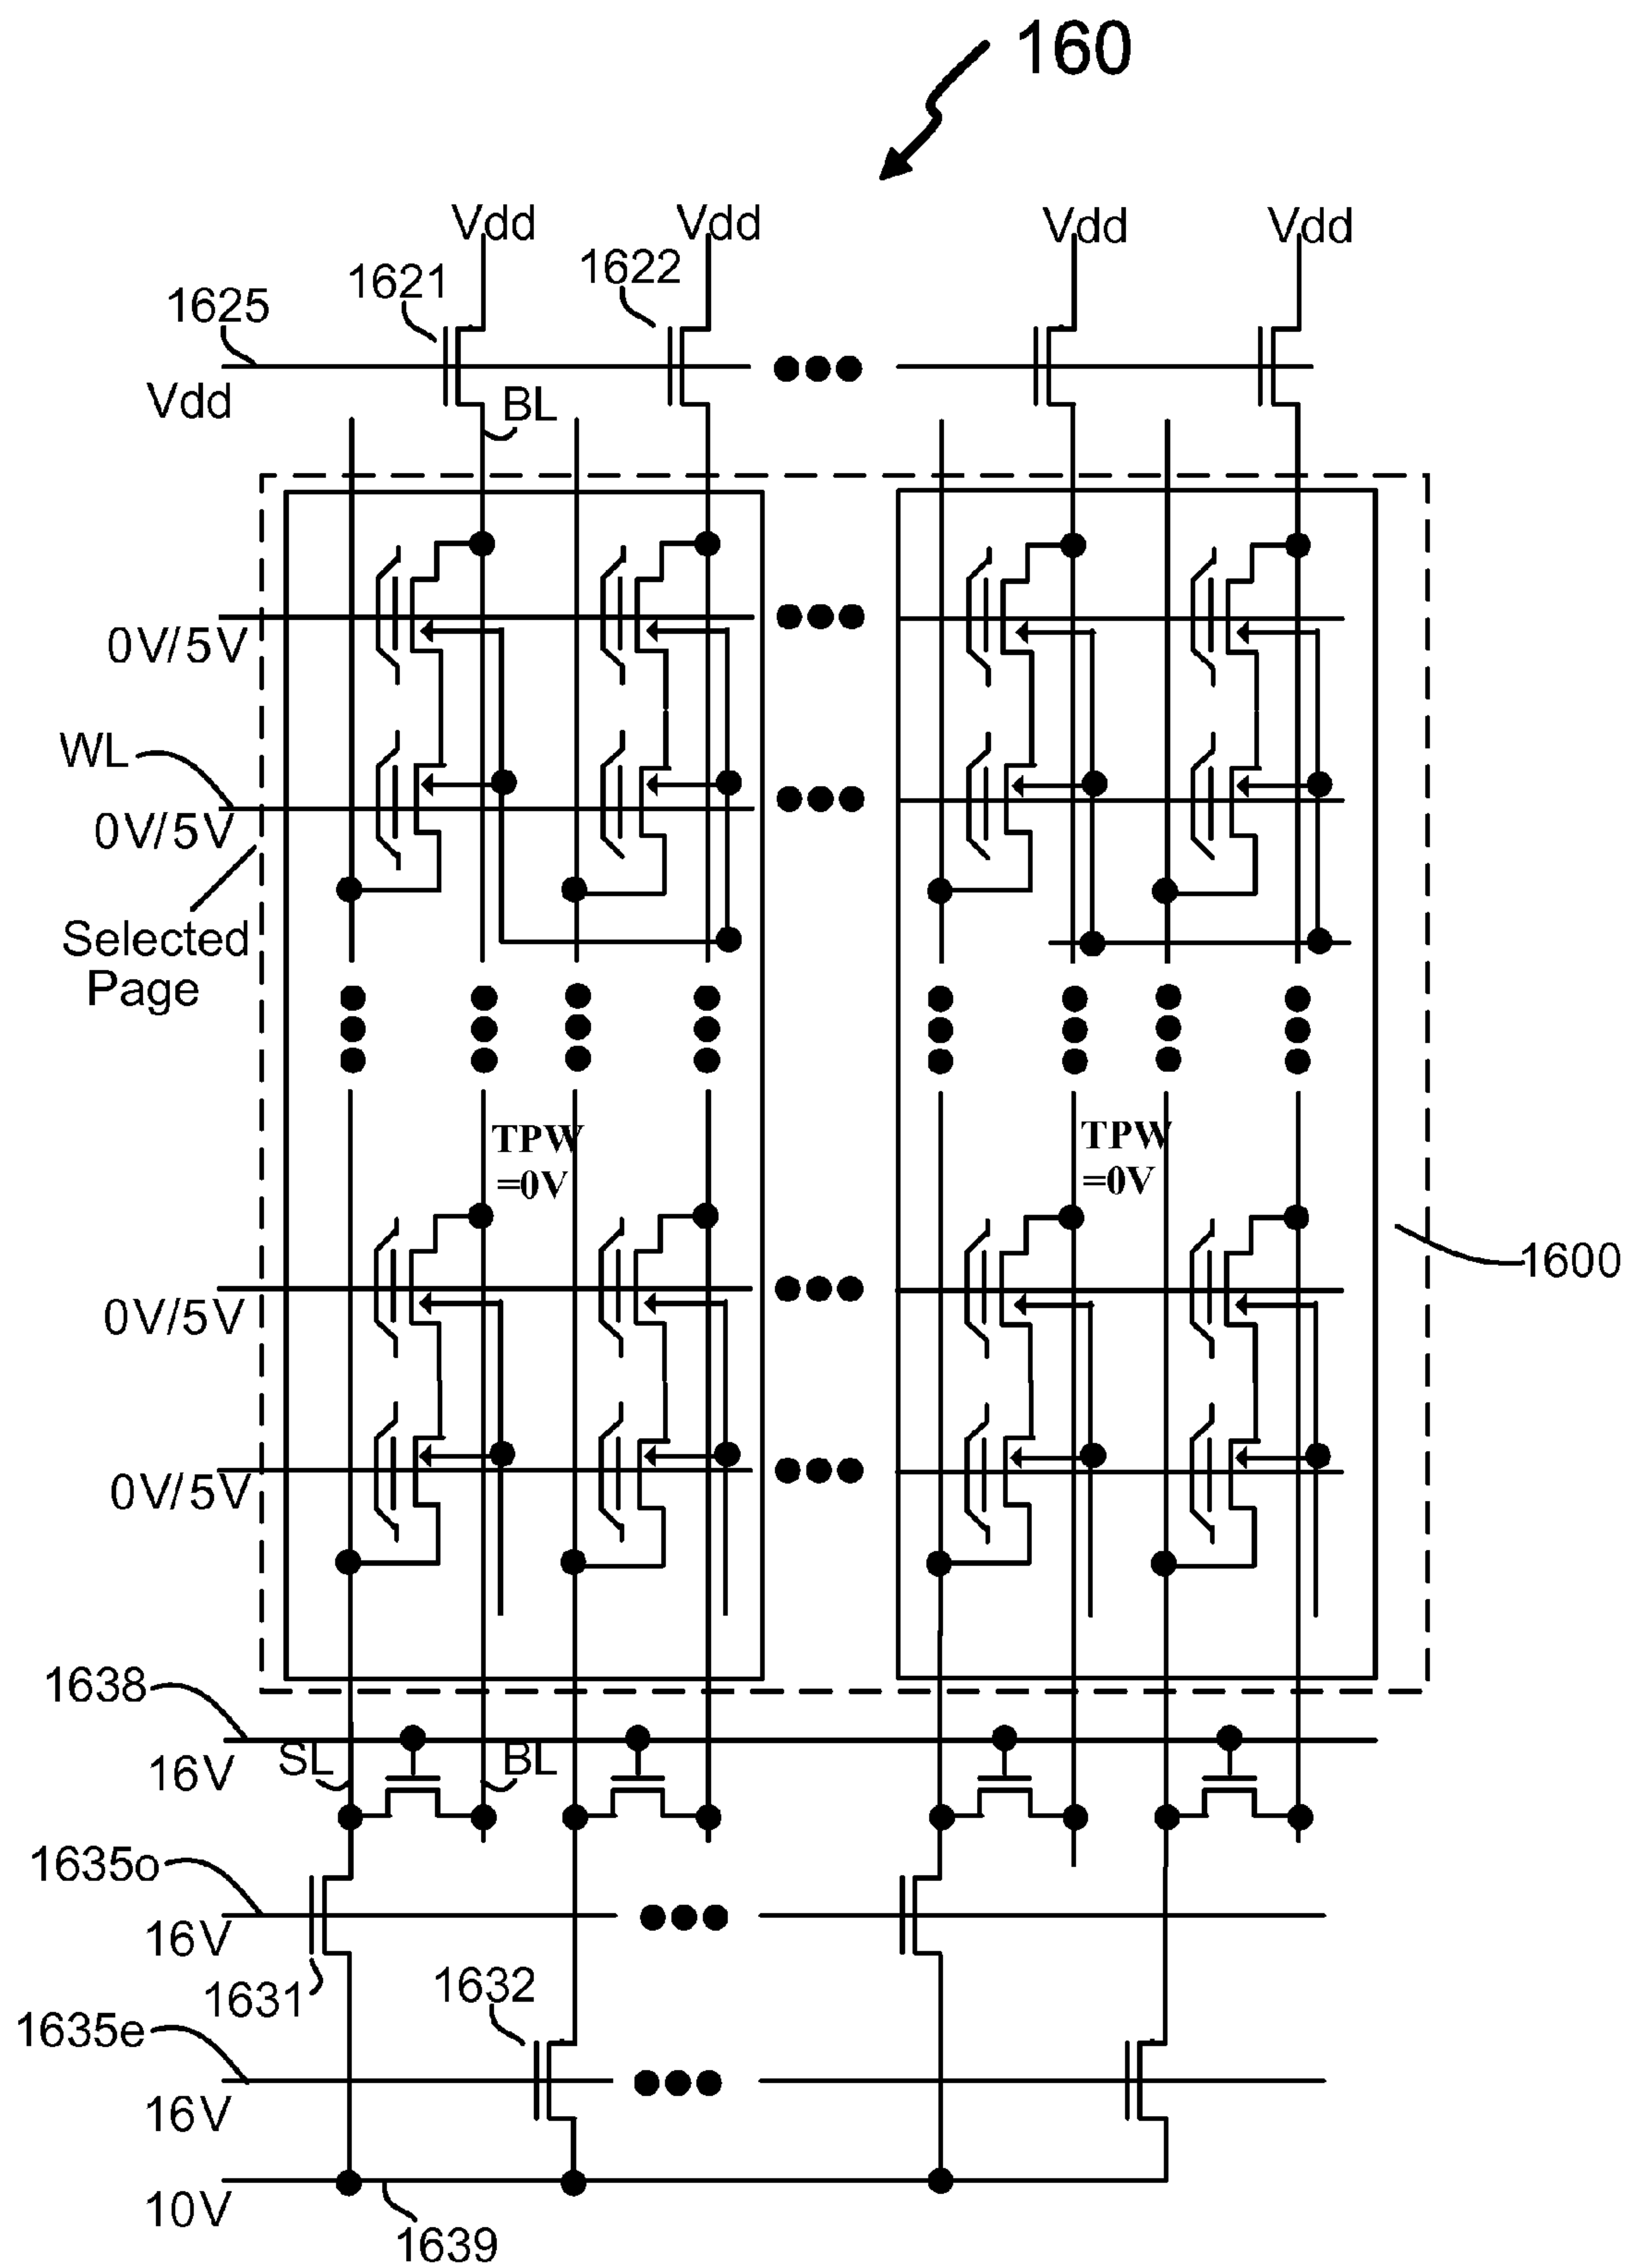 160
Vdd Vdd Vdd Vdd
1621 1622
1625
Vdd
BL
0V/5V
WL
0V/5V
Selected
Page
TPW TPW
=0V =0V
1600
0V/5V
0V/5V
1638
16V SL BL
1635o
16V
1631 1632
1635e
16V
10V
1639